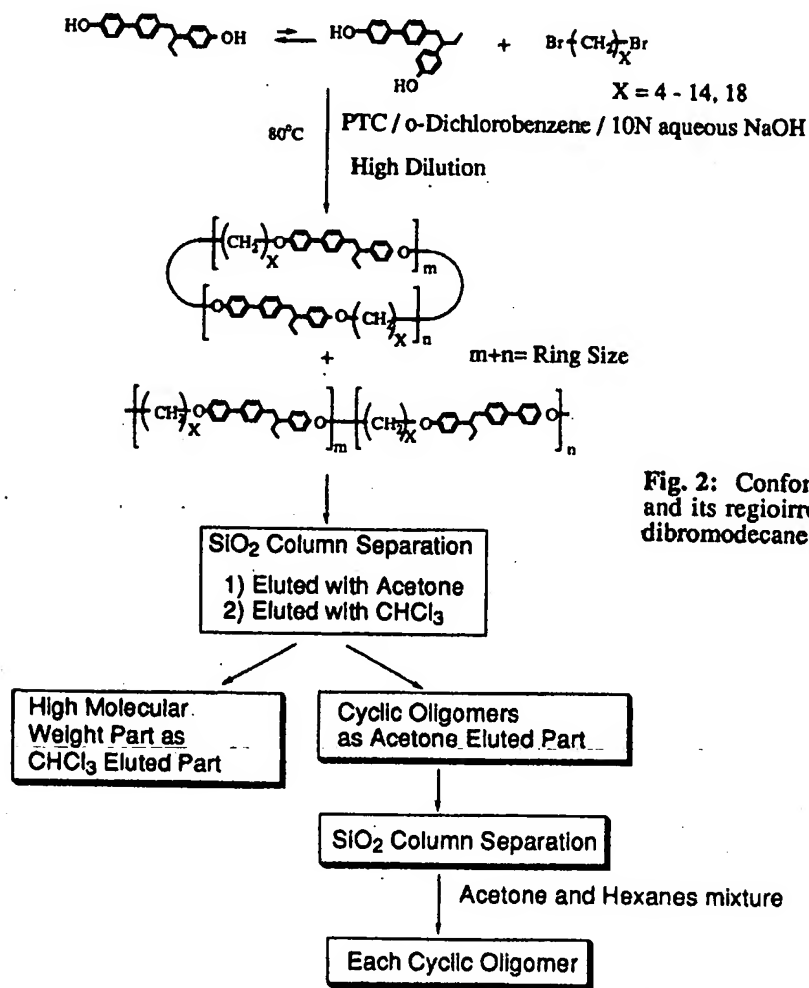 HO OH HO HO + Br(CH2)XBr
X = 4 - 14, 18
80°C PTC / o-Dichlorobenzene / 10N aqueous NaOH
High Dilution
[(CH2)X O O]m
[O O (CH2)X]n
+ m+n= Ring Size
[(CH2)X O O]m [(CH2)X O O]n
Fig. 2: Confor
and its regioirre
dibromodecane
SiO2 Column Separation
1) Eluted with Acetone
2) Eluted with CHCl3
High Molecular
Weight Part as
CHCl3 Eluted Part
Cyclic Oligomers
as Acetone Eluted Part
SiO2 Column Separation
Acetone and Hexanes mixture
Each Cyclic Oligomer